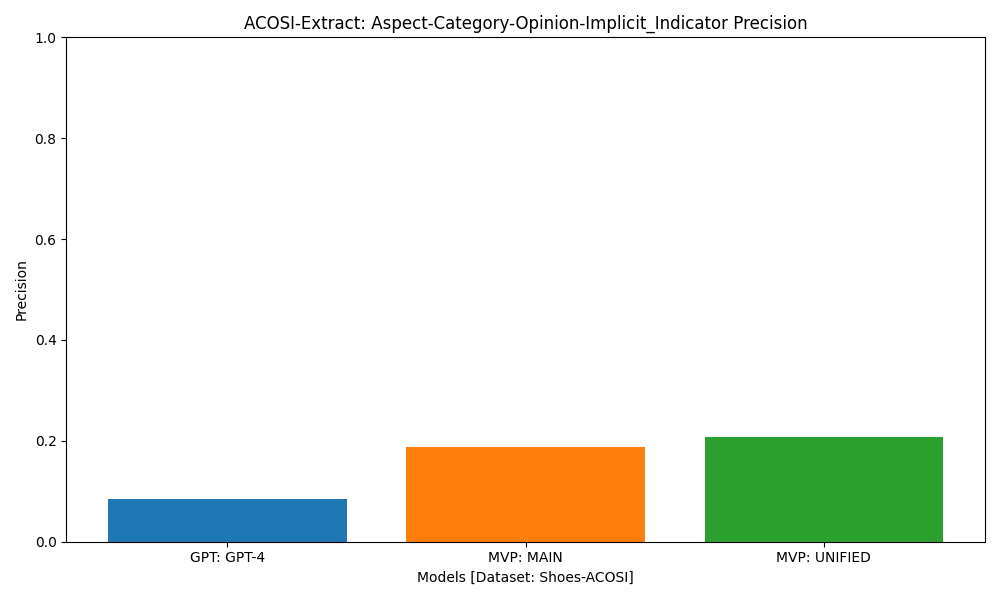 ACOSI-Extract: Aspect-Category-Opinion-Implicit_Indicator Precision
1.0
0.8
0.6
0.4
0.2
0.0
Precision
GPT: GPT-4
MVP: MAIN
MVP: UNIFIED
Models [Dataset: Shoes-ACOSI]